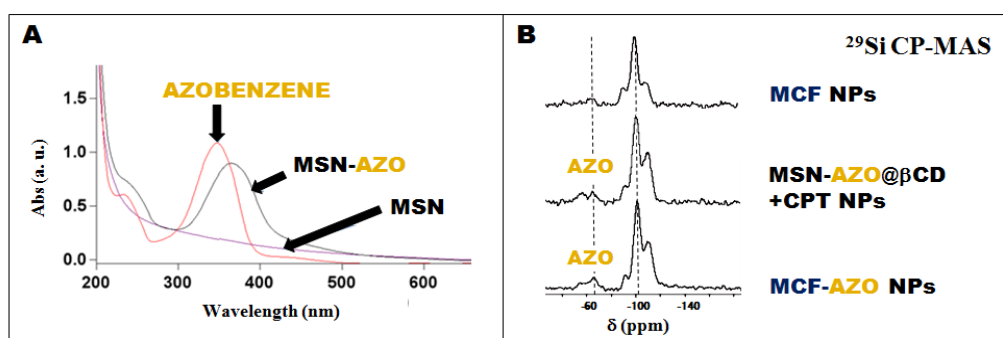 A
AZOBENZENE
MSN-AZO
MSN
Abs (a. u.)
1.5
1.0
0.5
0.0
200
300
400
500
600
Wavelength (nm)
B
²⁹Si CP-MAS
MCF NPs
AZO
MSN-AZO@βCD
+CPT NPs
AZO
MCF-AZO NPs
-60
-100
-140
δ (ppm)